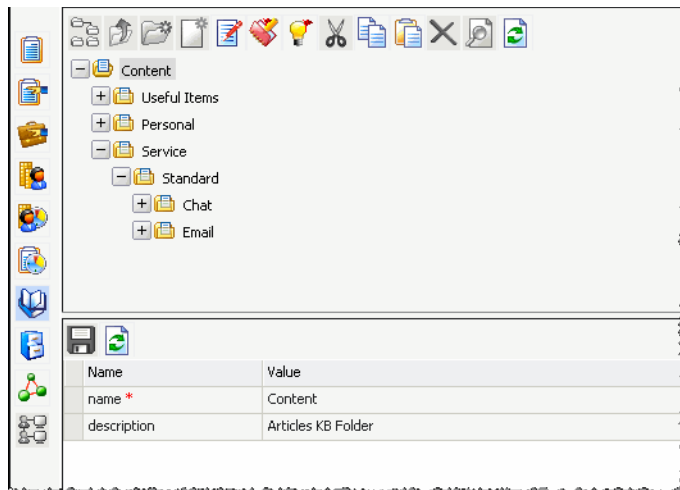 Content
Useful Items
Personal
Service
Standard
Chat
Email
Name Value
name * Content
description Articles KB Folder